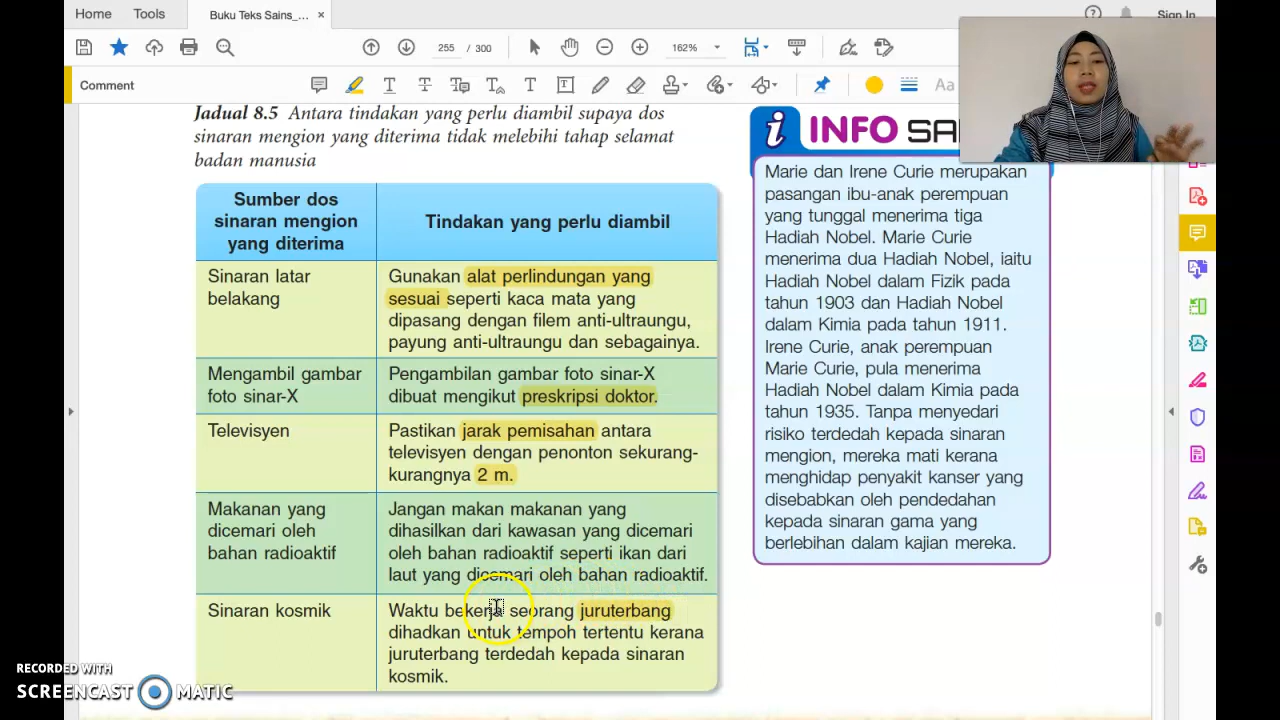 Home Tools Buku Teks Sains_... × Sign In
255 / 300 162%
Comment Aa
Jadual 8.5 Antara tindakan yang perlu diambil supaya dos
sinaran mengion yang diterima tidak melebihi tahap selamat
badan manusia
Sumber dos
sinaran mengion
yang diterima
Tindakan yang perlu diambil
Sinaran latar
belakang
Gunakan alat perlindungan yang
sesuai seperti kaca mata yang
dipasang dengan filem anti-ultraungu,
payung anti-ultraungu dan sebagainya.
Mengambil gambar
foto sinar-X
Pengambilan gambar foto sinar-X
dibuat mengikut preskripsi doktor.
Televisyen
Pastikan jarak pemisahan antara
televisyen dengan penonton sekurang-
kurangnya 2 m.
Makanan yang
dicemari oleh
bahan radioaktif
Jangan makan makanan yang
dihasilkan dari kawasan yang dicemari
oleh bahan radioaktif seperti ikan dari
laut yang dicemari oleh bahan radioaktif.
Sinaran kosmik
Waktu bekerja seorang juruterbang
dihadkan untuk tempoh tertentu kerana
juruterbang terdedah kepada sinaran
kosmik.
i INFO SA
Marie dan Irene Curie merupakan
pasangan ibu-anak perempuan
yang tunggal menerima tiga
Hadiah Nobel. Marie Curie
menerima dua Hadiah Nobel, iaitu
Hadiah Nobel dalam Fizik pada
tahun 1903 dan Hadiah Nobel
dalam Kimia pada tahun 1911.
Irene Curie, anak perempuan
Marie Curie, pula menerima
Hadiah Nobel dalam Kimia pada
tahun 1935. Tanpa menyedari
risiko terdedah kepada sinaran
mengion, mereka mati kerana
menghidap penyakit kanser yang
disebabkan oleh pendedahan
kepada sinaran gama yang
berlebihan dalam kajian mereka.
RECORDED WITH
SCREENCAST MATIC